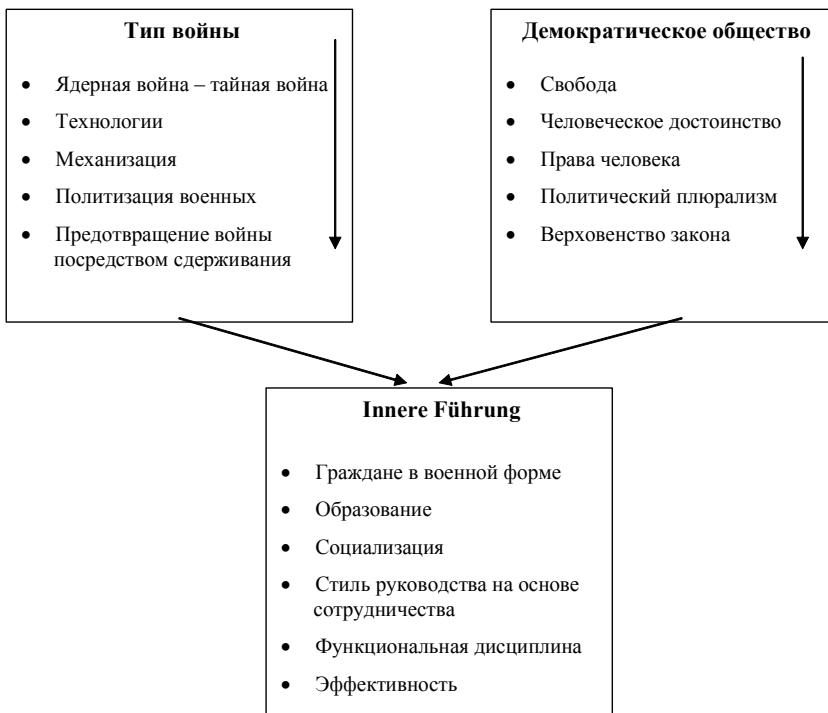 Тип войны
• Ядерная война – тайная война
• Технологии
• Механизация
• Политизация военных
• Предотвращение войны
посредством сдерживания
Демократическое общество
• Свобода
• Человеческое достоинство
• Права человека
• Политический плюрализм
• Верховенство закона
Innere Führung
• Граждане в военной форме
• Образование
• Социализация
• Стиль руководства на основе
сотрудничества
• Функциональная дисциплина
• Эффективность